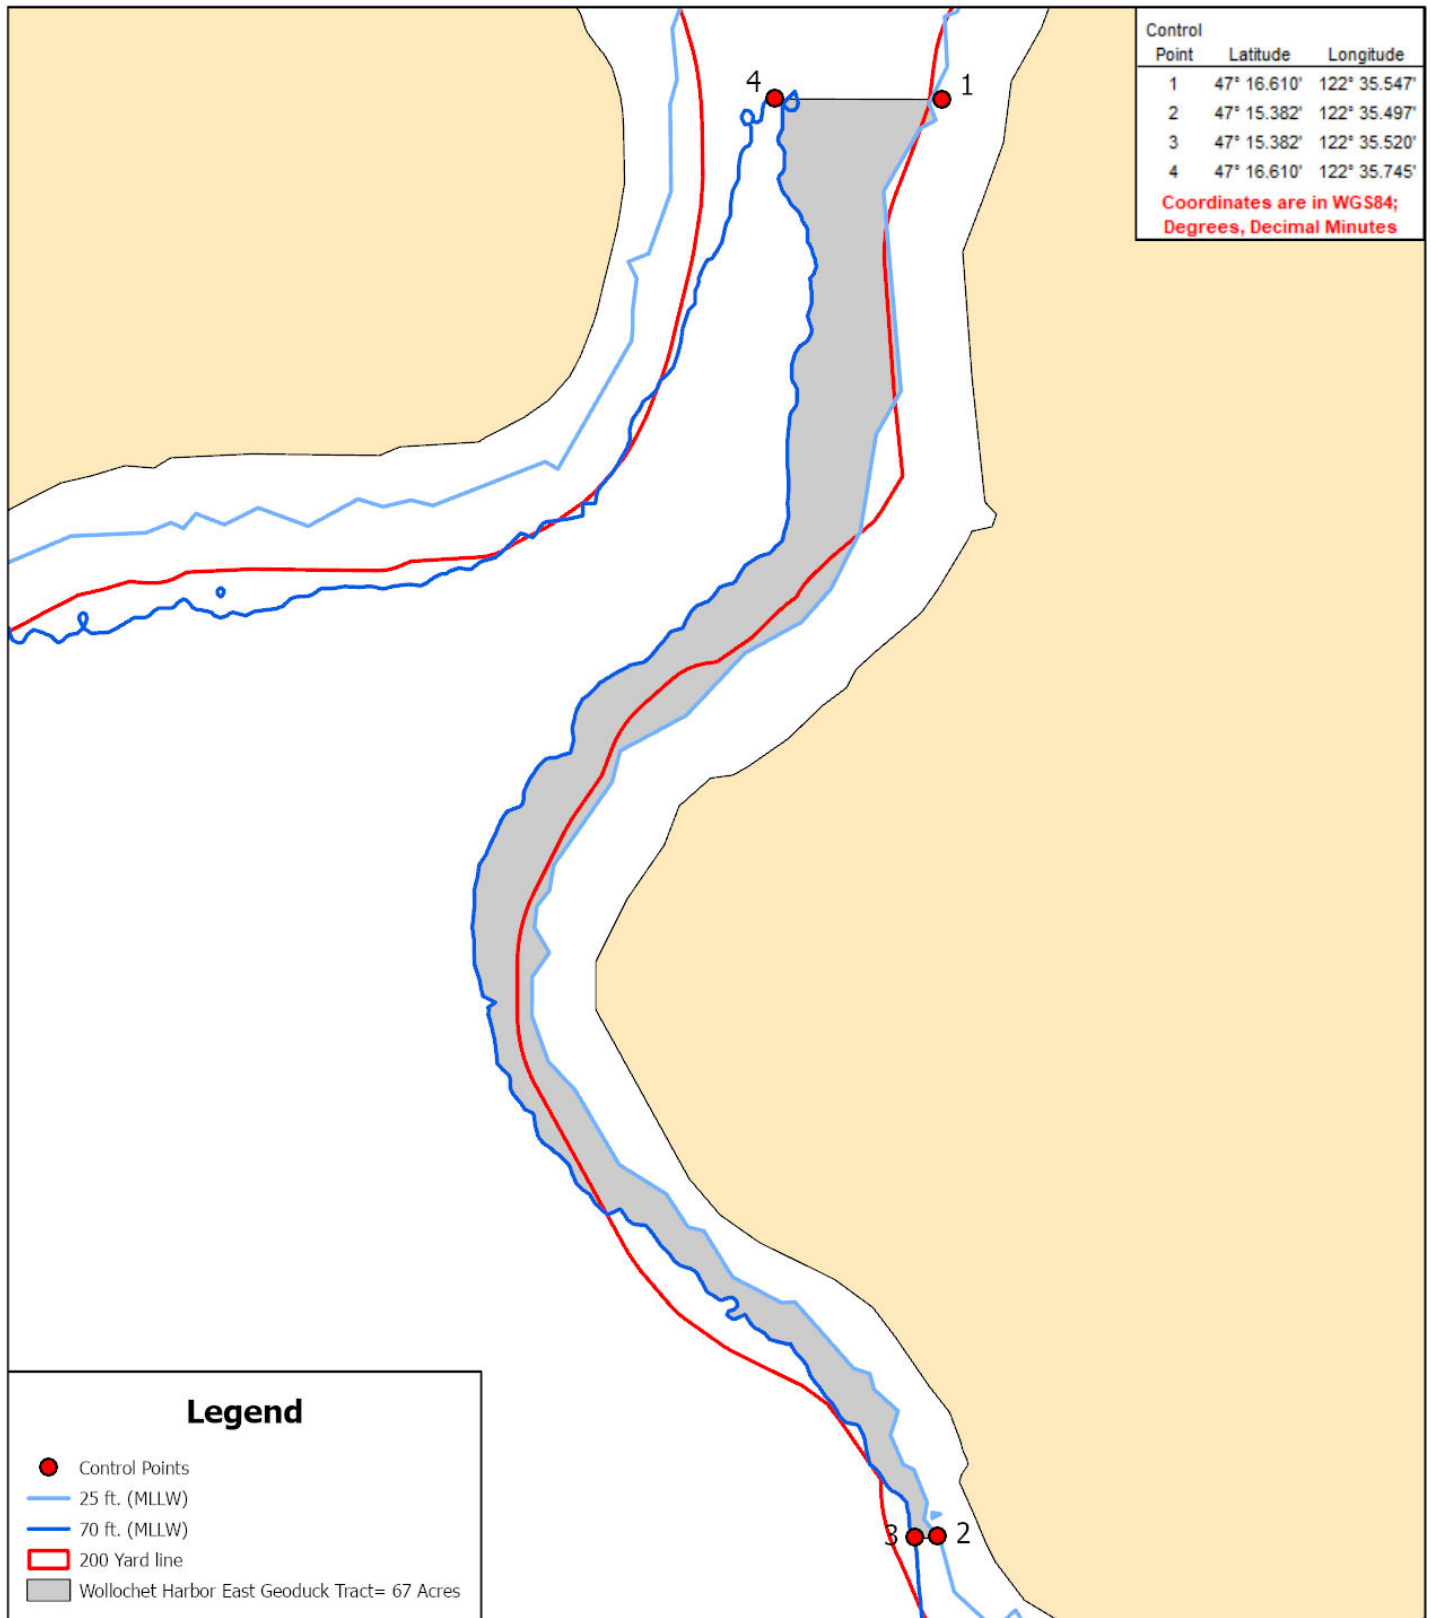 Control
Point Latitude Longitude
1 47° 16.610' 122° 35.547'
2 47° 15.382' 122° 35.497'
3 47° 15.382' 122° 35.520'
4 47° 16.610' 122° 35.745'
Coordinates are in WGS84;
Degrees, Decimal Minutes
4
1
3
2
Legend
Control Points
25 ft. (MLLW)
70 ft. (MLLW)
200 Yard line
Wollochet Harbor East Geoduck Tract= 67 Acres